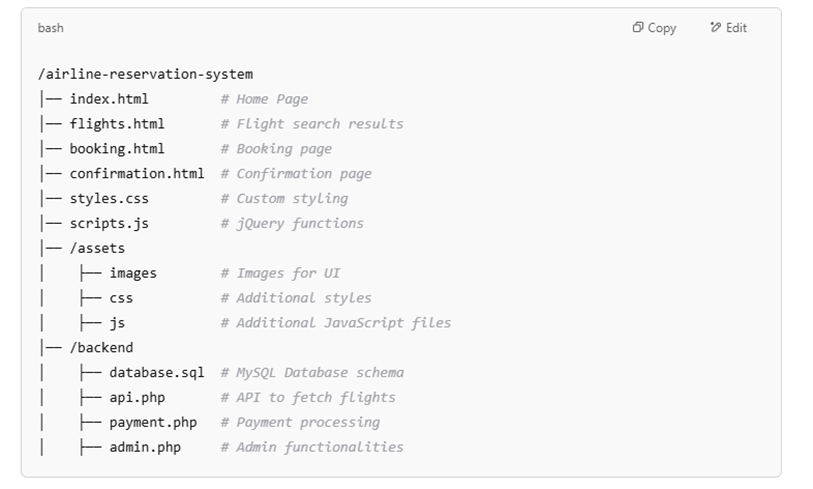 bash Copy Edit
/airline-reservation-system
│── index.html         # Home Page
│── flights.html       # Flight search results
│── booking.html       # Booking page
│── confirmation.html  # Confirmation page
│── styles.css         # Custom styling
│── scripts.js         # jQuery functions
│── /assets
│    ├── images        # Images for UI
│    ├── css           # Additional styles
│    ├── js            # Additional JavaScript files
│── /backend
│    ├── database.sql  # MySQL Database schema
│    ├── api.php       # API to fetch flights
│    ├── payment.php   # Payment processing
│    ├── admin.php     # Admin functionalities